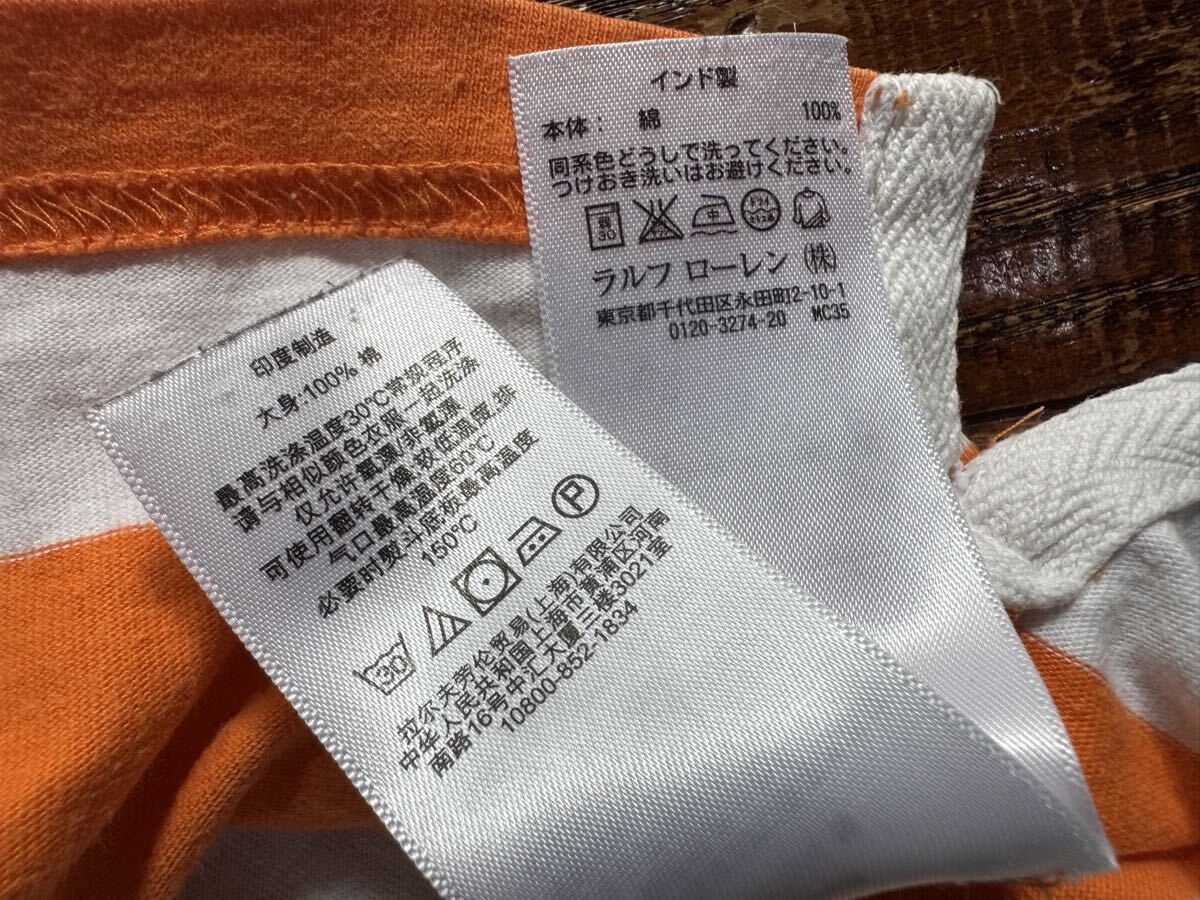 インド製
本体: 綿 100%
同系色どうしで洗ってください。
つけおき洗いはお避けください。
ラルフ ローレン(株)
東京都千代田区永田町2-10-1
0120-3274-20 MC35
印度制造
大身:100% 棉
最高洗涤温度30℃常规程序
请与相似颜色衣服一起洗涤
仅允许氧漂/非氯漂
可使用翻转干燥,较低温度,排
气口最高温度60℃
必要时熨斗底板最高温度
150℃
30
P
拉尔夫劳伦贸易(上海)有限公司
中华人民共和国上海市黄浦区河南
南路16号中汇大厦三楼3021室
10800-852-1834